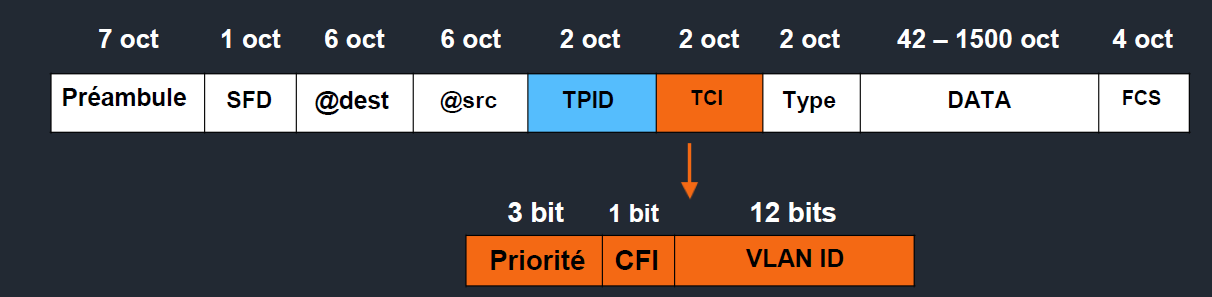 7 oct 1 oct 6 oct 6 oct 2 oct 2 oct 2 oct 42 – 1500 oct 4 oct
Préambule SFD @dest @src TPID TCI Type DATA FCS
3 bit 1 bit 12 bits
Priorité CFI VLAN ID